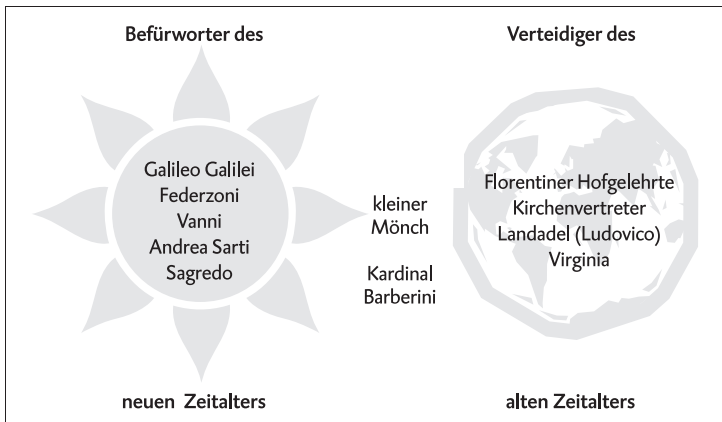 Befürworter des
Verteidiger des
Galileo Galilei
Federzoni
Vanni
Andrea Sarti
Sagredo
kleiner
Mönch
Kardinal
Barberini
Florentiner Hofgelehrte
Kirchenvertreter
Landadel (Ludovico)
Virginia
neuen Zeitalters
alten Zeitalters